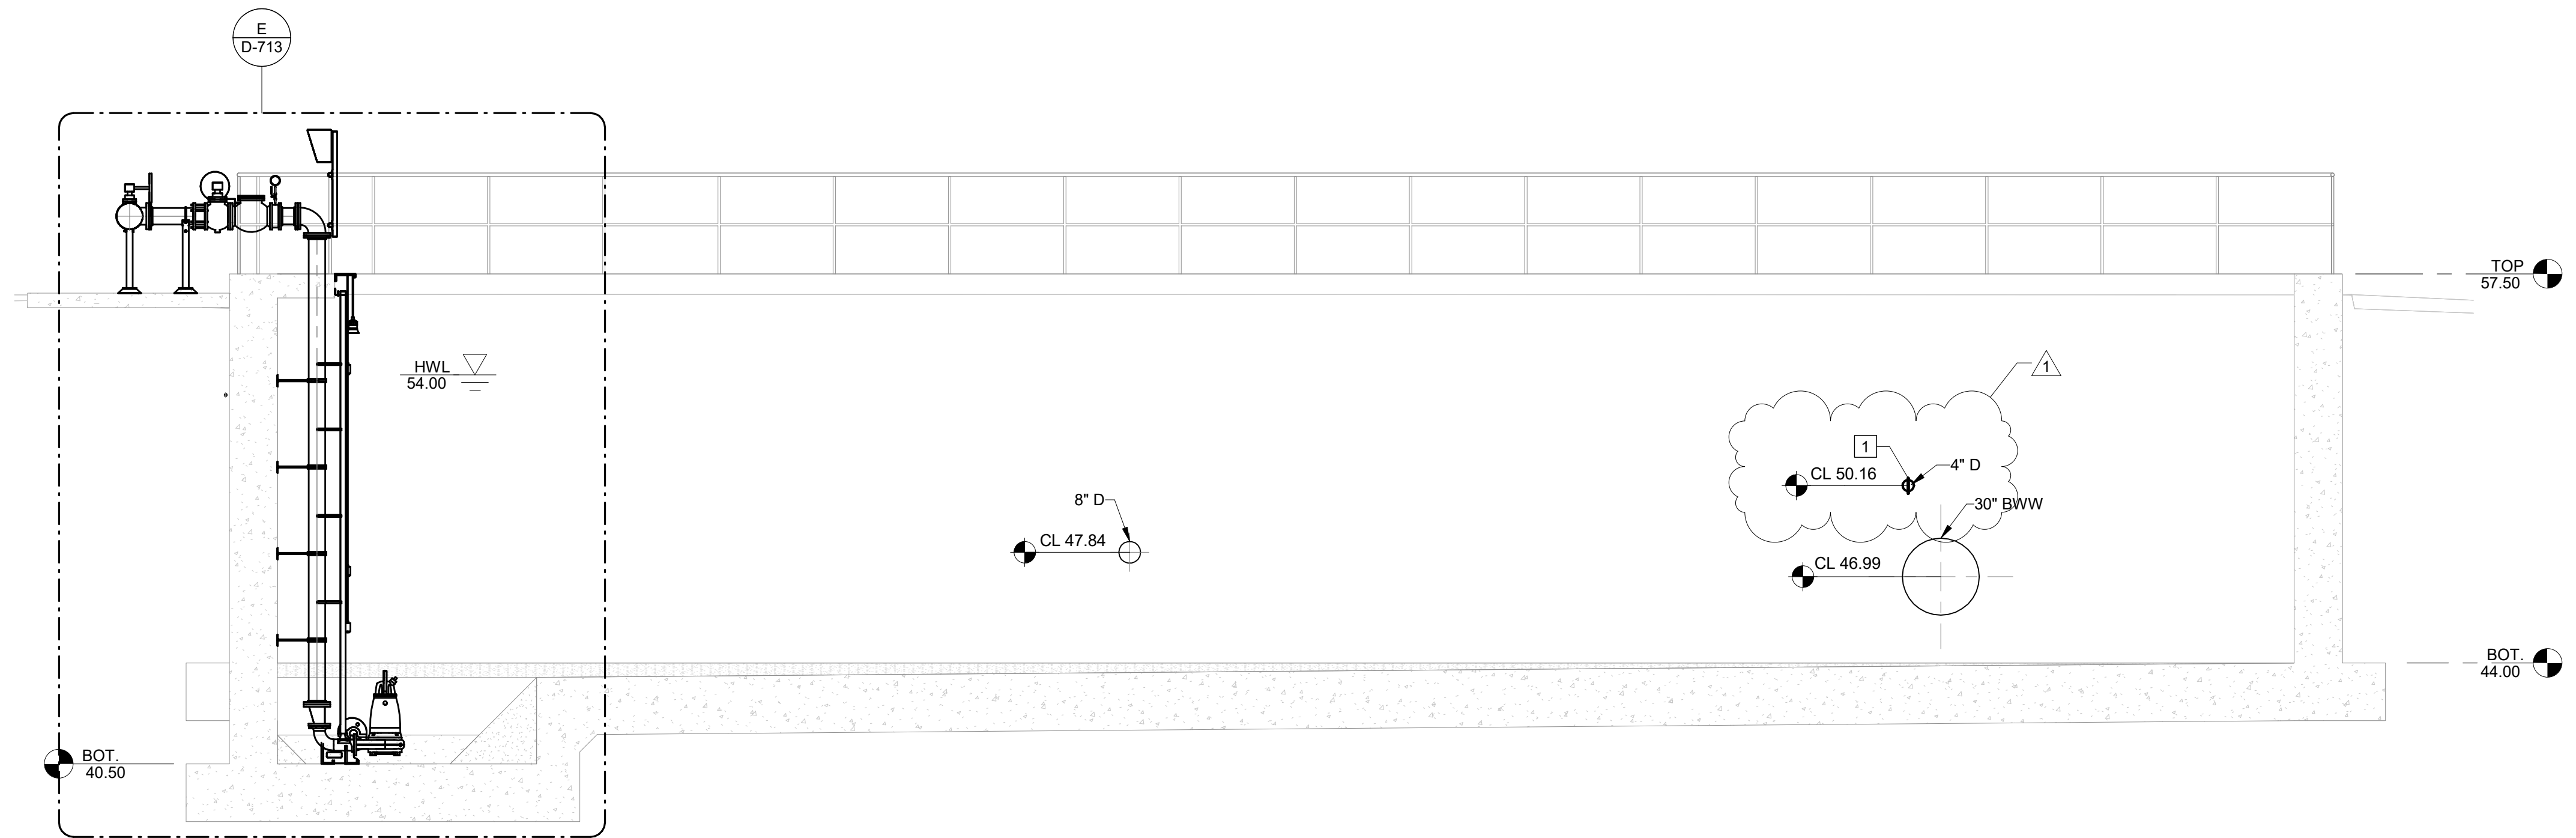 E
D-713
TOP
57.50
HWL
54.00
1
1
CL 50.16
4" D
8" D
30" BWW
CL 47.84
CL 46.99
BOT.
44.00
BOT.
40.50